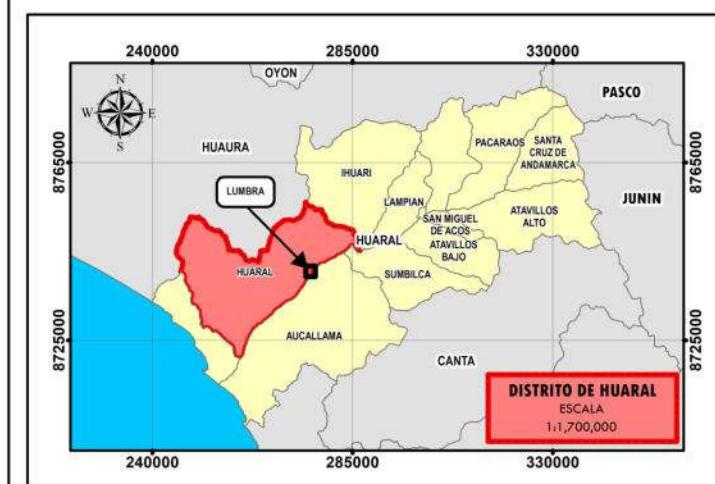 240000 285000 330000
OYON
PASCO
N
W E
S
HUAURA
8765000 8765000
PACARAOS
SANTA
CRUZ DE
ANDAMARCA
IHUARI
LUMBRA
JUNIN
LAMPIAN
SAN MIGUEL
DE ACOS
ATAVILLOS
ALTO
HUARAL
ATAVILLOS
BAJO
HUARAL
SUMBILCA
8725000 8725000
AUCALLAMA
CANTA
DISTRITO DE HUARAL
ESCALA
1:1,700,000
240000 285000 330000